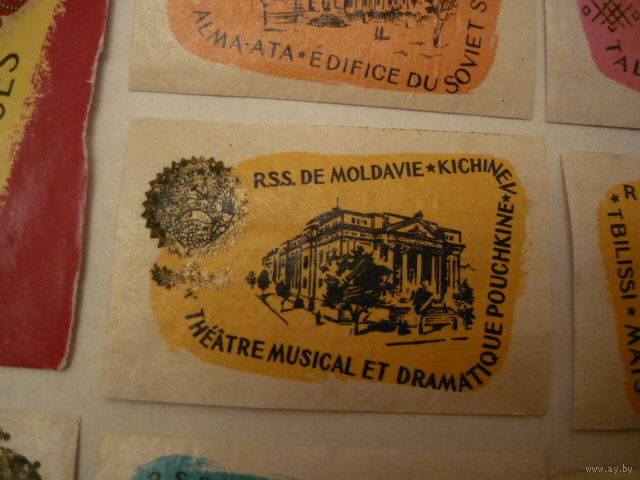 ALMA-ATA★ÉDIFICE DU SOVIET S
R.S.S. DE MOLDAVIE★KICHINEV★
THÉÂTRE MUSICAL ET DRAMATIQUE POUCHKINE★
★TBILISSI★
www.ay.by